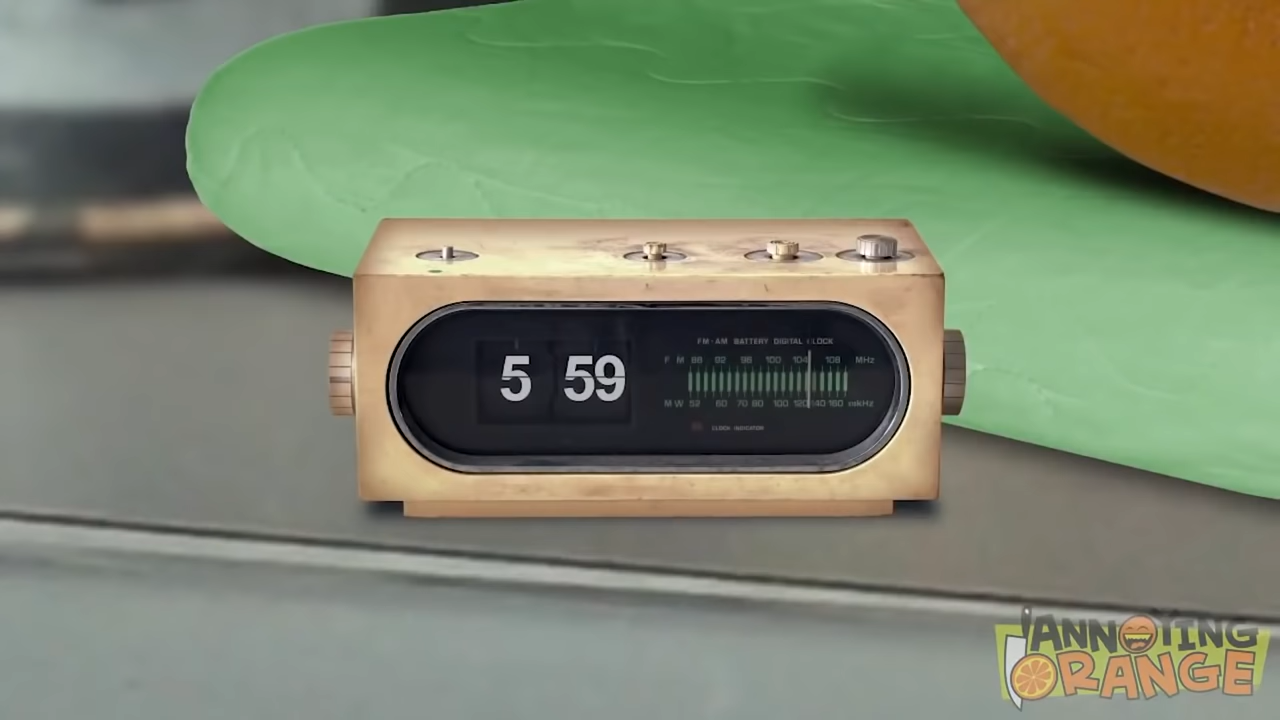 5 59
FM·AM BATTERY DIGITAL CLOCK
F M 88 92 98 100 104 108 MHz
MW 52 60 70 80 100 120 140 160
CLOCK INDICATOR
ANNOYING
ORANGE